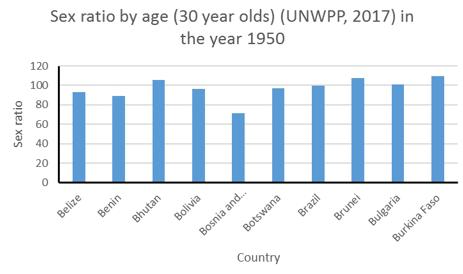 Sex ratio by age (30 year olds) (UNWPP, 2017) in
the year 1950
120
100
80
60
40
20
0
Sex ratio
Belize
Benin
Bhutan
Bolivia
Bosnia and...
Botswana
Brazil
Brunei
Bulgaria
Burkina Faso
Country